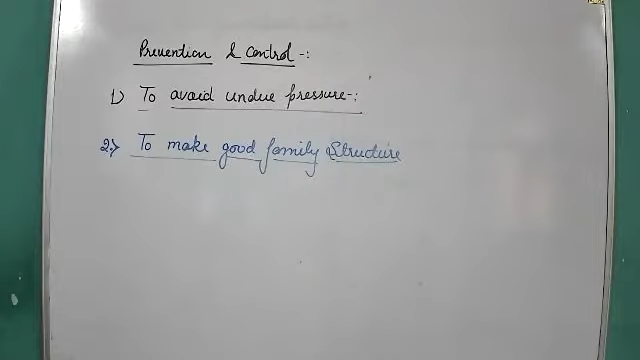 Prevention & Control -:
1) To avoid undue pressure -:
2) To make good family Structure